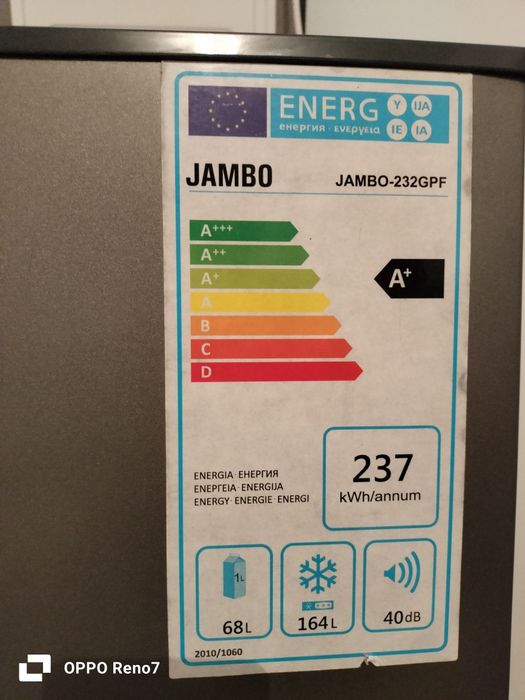 ENERG Y IJA
енергия · ενεργεια IE IA
JAMBO JAMBO-232GPF
A+++
A++
A+ A+
A
B
C
D
237
kWh/annum
ENERGIA · ЕНЕРГИЯ
ΕΝΕΡΓΕΙΑ · ENERGIJA
ENERGY · ENERGIE · ENERGI
1L
68L 164L 40dB
2010/1060
OPPO Reno7